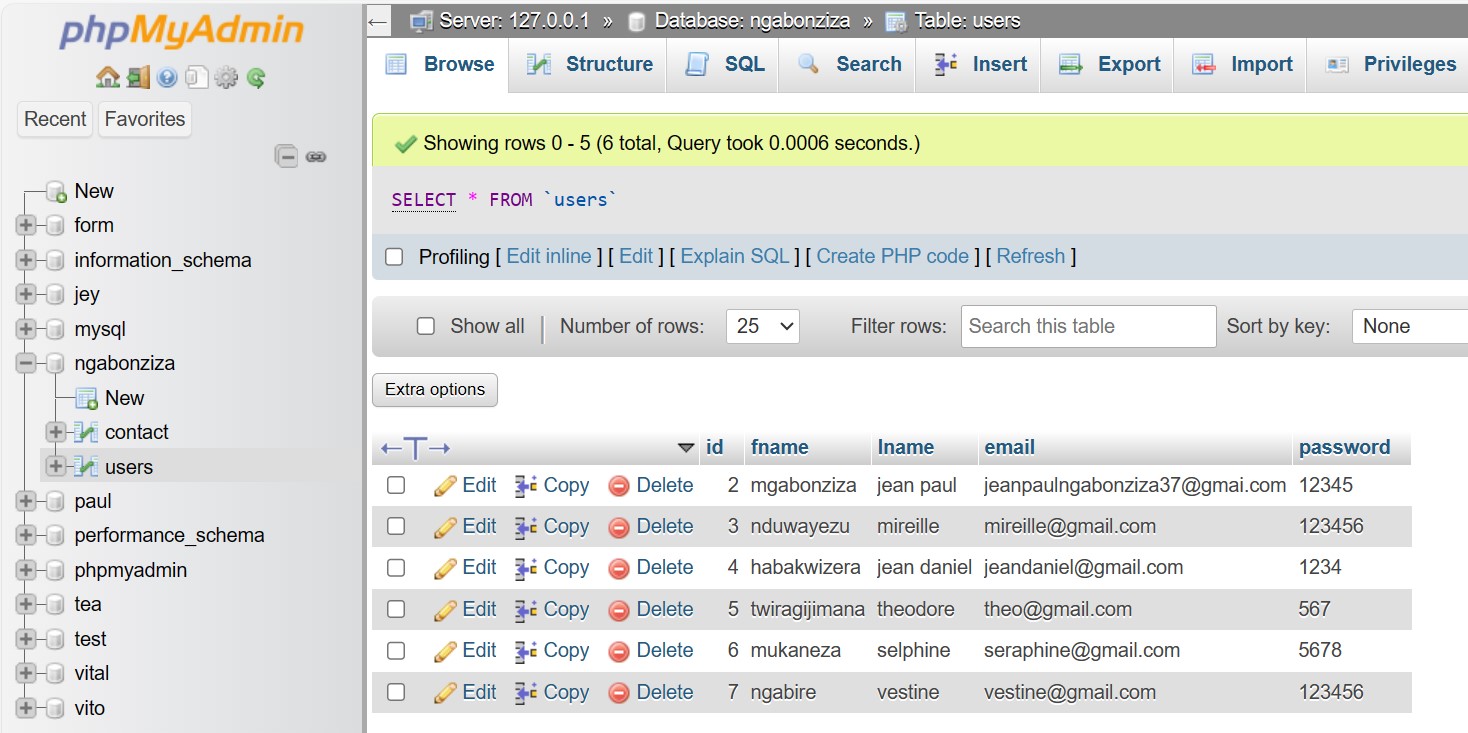 phpMyAdmin
Recent Favorites
New
form
information_schema
jey
mysql
ngabonziza
New
contact
users
paul
performance_schema
phpmyadmin
tea
test
vital
vito
Server: 127.0.0.1 » Database: ngabonziza » Table: users
Browse Structure SQL Search Insert Export Import Privileges
Showing rows 0 - 5 (6 total, Query took 0.0006 seconds.)
SELECT * FROM `users`
Profiling [ Edit inline ] [ Edit ] [ Explain SQL ] [ Create PHP code ] [ Refresh ]
Show all Number of rows: 25 Filter rows: Search this table Sort by key: None
Extra options
id fname lname email password
Edit Copy Delete 2 mgabonziza jean paul jeanpaulngabonziza37@gmai.com 12345
Edit Copy Delete 3 nduwayezu mireille mireille@gmail.com 123456
Edit Copy Delete 4 habakwizera jean daniel jeandaniel@gmail.com 1234
Edit Copy Delete 5 twiragijimana theodore theo@gmail.com 567
Edit Copy Delete 6 mukaneza selphine seraphine@gmail.com 5678
Edit Copy Delete 7 ngabire vestine vestine@gmail.com 123456